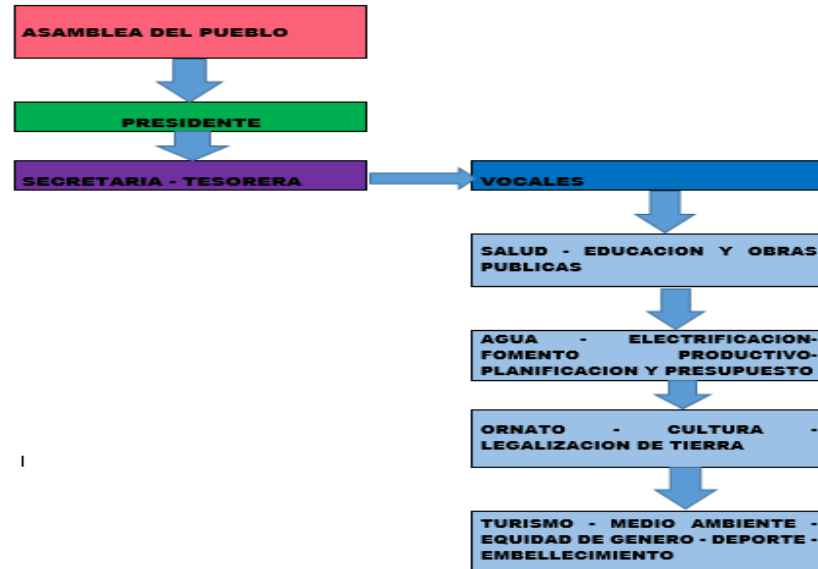 ASAMBLEA DEL PUEBLO
PRESIDENTE
SECRETARIA - TESORERA
VOCALES
SALUD - EDUCACION Y OBRAS
PUBLICAS
AGUA - ELECTRIFICACION-
FOMENTO PRODUCTIVO-
PLANIFICACION Y PRESUPUESTO
ORNATO - CULTURA -
LEGALIZACION DE TIERRA
TURISMO - MEDIO AMBIENTE -
EQUIDAD DE GENERO - DEPORTE -
EMBELLECIMIENTO